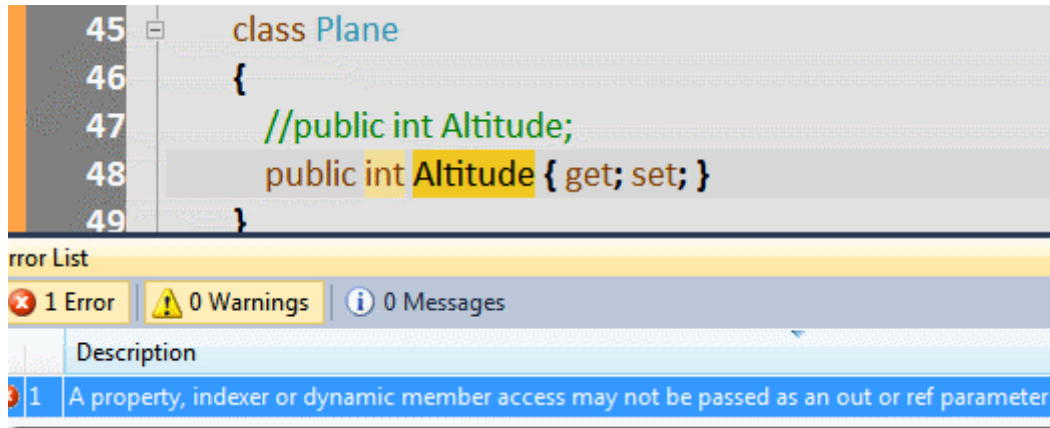 45 class Plane
46 {
47 //public int Altitude;
48 public int Altitude { get; set; }
49 }
rror List
1 Error 0 Warnings 0 Messages
Description
1 A property, indexer or dynamic member access may not be passed as an out or ref parameter